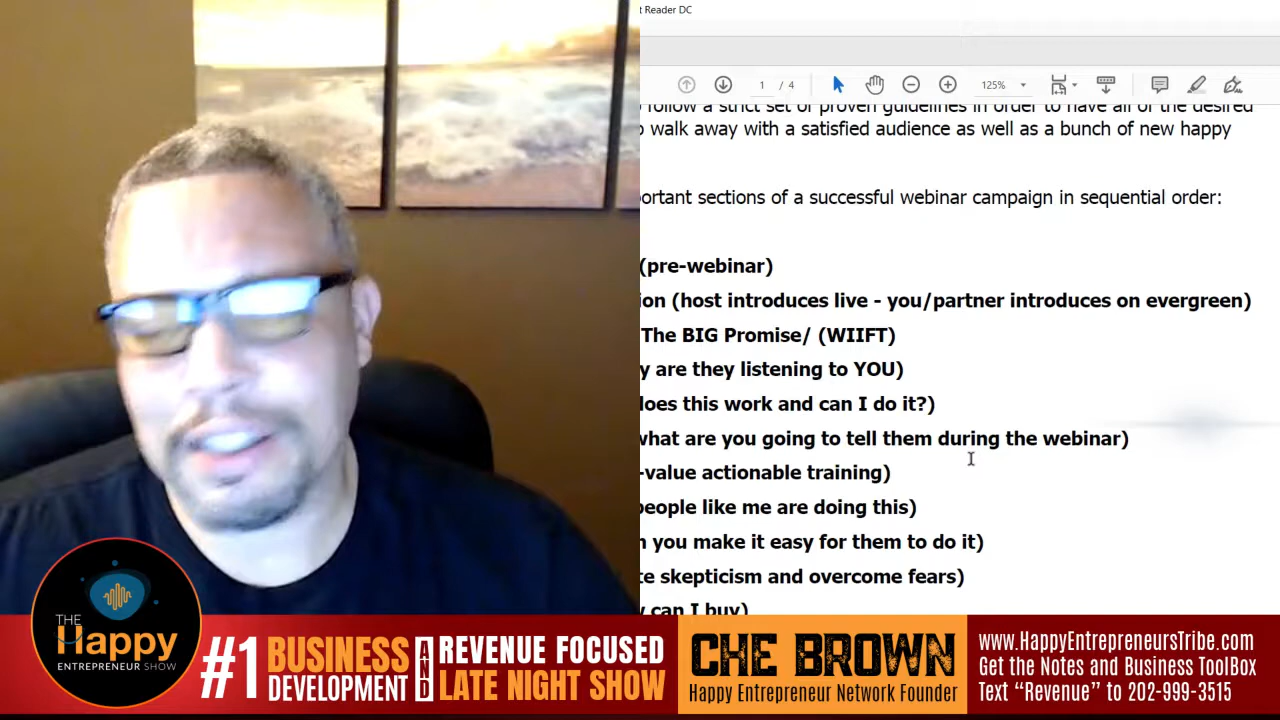 t Reader DC
1 / 4
125%
follow a strict set of proven guidelines in order to have all of the desired
o walk away with a satisfied audience as well as a bunch of new happy
portant sections of a successful webinar campaign in sequential order:
(pre-webinar)
ion (host introduces live - you/partner introduces on evergreen)
The BIG Promise/ (WIIFT)
y are they listening to YOU)
does this work and can I do it?)
what are you going to tell them during the webinar)
-value actionable training)
people like me are doing this)
n you make it easy for them to do it)
te skepticism and overcome fears)
can I buy)
THE
Happy
ENTREPRENEUR SHOW
#1 BUSINESS DEVELOPMENT
AND
REVENUE FOCUSED
LATE NIGHT SHOW
CHE BROWN
Happy Entrepreneur Network Founder
www.HappyEntrepreneursTribe.com
Get the Notes and Business ToolBox
Text “Revenue” to 202-999-3515